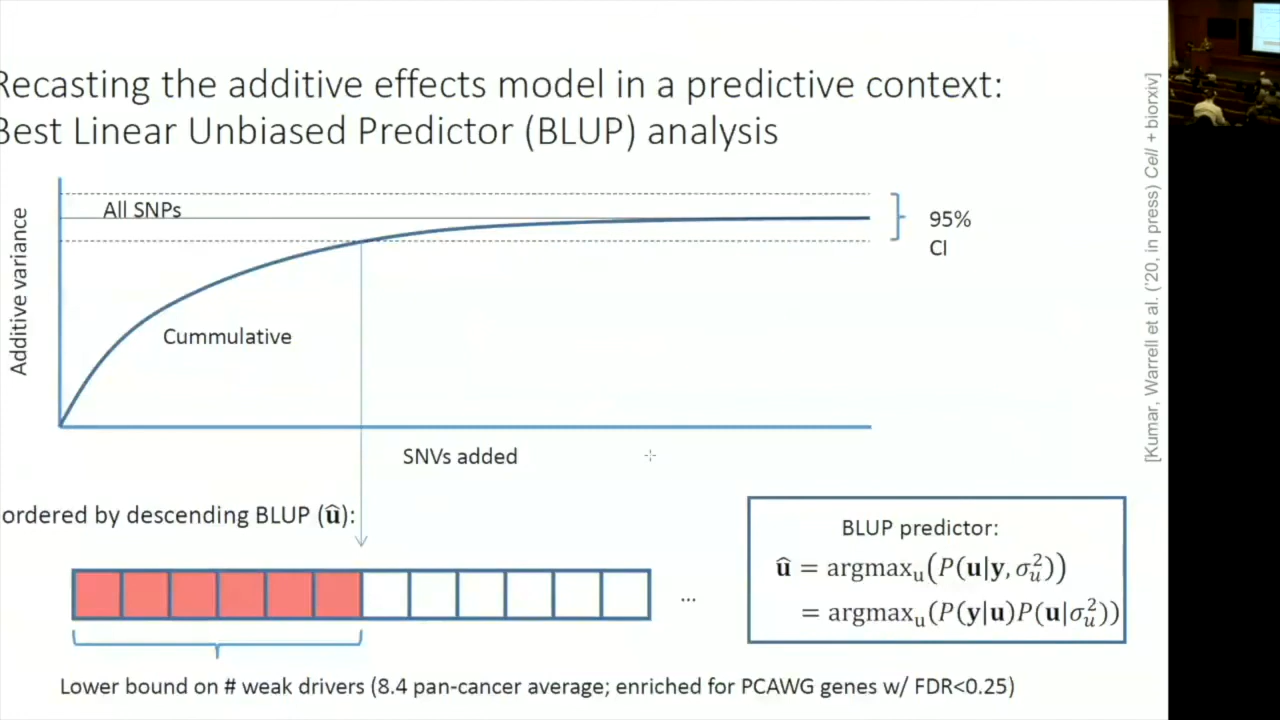 Recasting the additive effects model in a predictive context:
Best Linear Unbiased Predictor (BLUP) analysis
All SNPs
95%
CI
Additive variance
Cummulative
SNVs added
ordered by descending BLUP (û):
...
BLUP predictor:
û = argmaxᵤ(P(u|y, σᵤ²))
= argmaxᵤ(P(y|u)P(u|σᵤ²))
Lower bound on # weak drivers (8.4 pan-cancer average; enriched for PCAWG genes w/ FDR<0.25)
[Kumar, Warrell et al. ('20, in press) Cell + biorxiv]